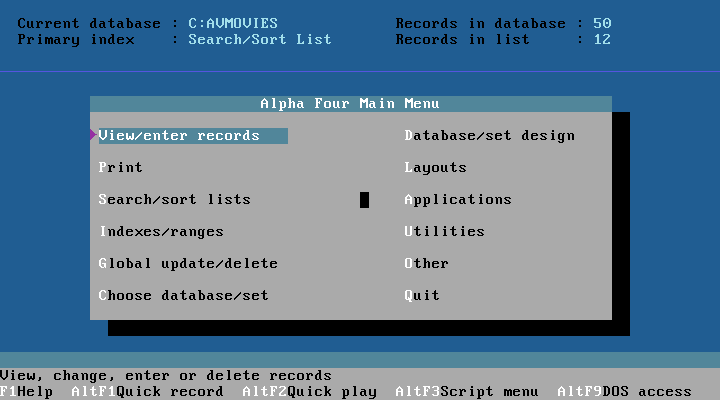 Current database : C:AVMOVIES Records in database : 50
Primary index : Search/Sort List Records in list : 12
Alpha Four Main Menu
View/enter records Database/set design
Print Layouts
Search/sort lists Applications
Indexes/ranges Utilities
Global update/delete Other
Choose database/set Quit
View, change, enter or delete records
F1Help AltF1Quick record AltF2Quick play AltF3Script menu AltF9DOS access